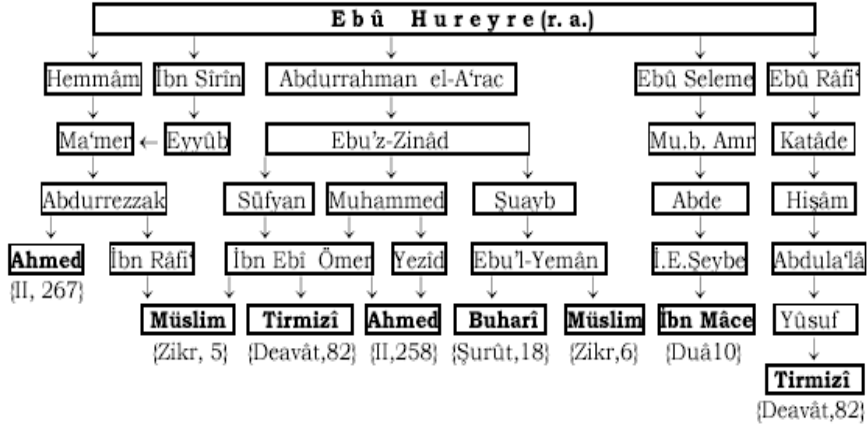 Ebû Hureyre (r. a.)
Hemmâm İbn Sîrîn Abdurrahman el-A‘rac Ebû Seleme Ebû Râfi‘
Ma‘mer ← Eyyûb Ebu’z-Zinâd Mu.b. Amr Katâde
Abdurrezzak Süfyan Muhammed Şuayb Abde Hişâm
Ahmed İbn Râfi‘ İbn Ebî Ömer Yezîd Ebu’l-Yemân İ.E.Şeybe Abdula‘lâ
{II, 267}
Müslim Tirmizî Ahmed Buharî Müslim İbn Mâce Yûsuf
{Zikr, 5} {Deavât,82} {II,258} {Şurût,18} {Zikr,6} {Duâ10}
Tirmizî
{Deavât,82}